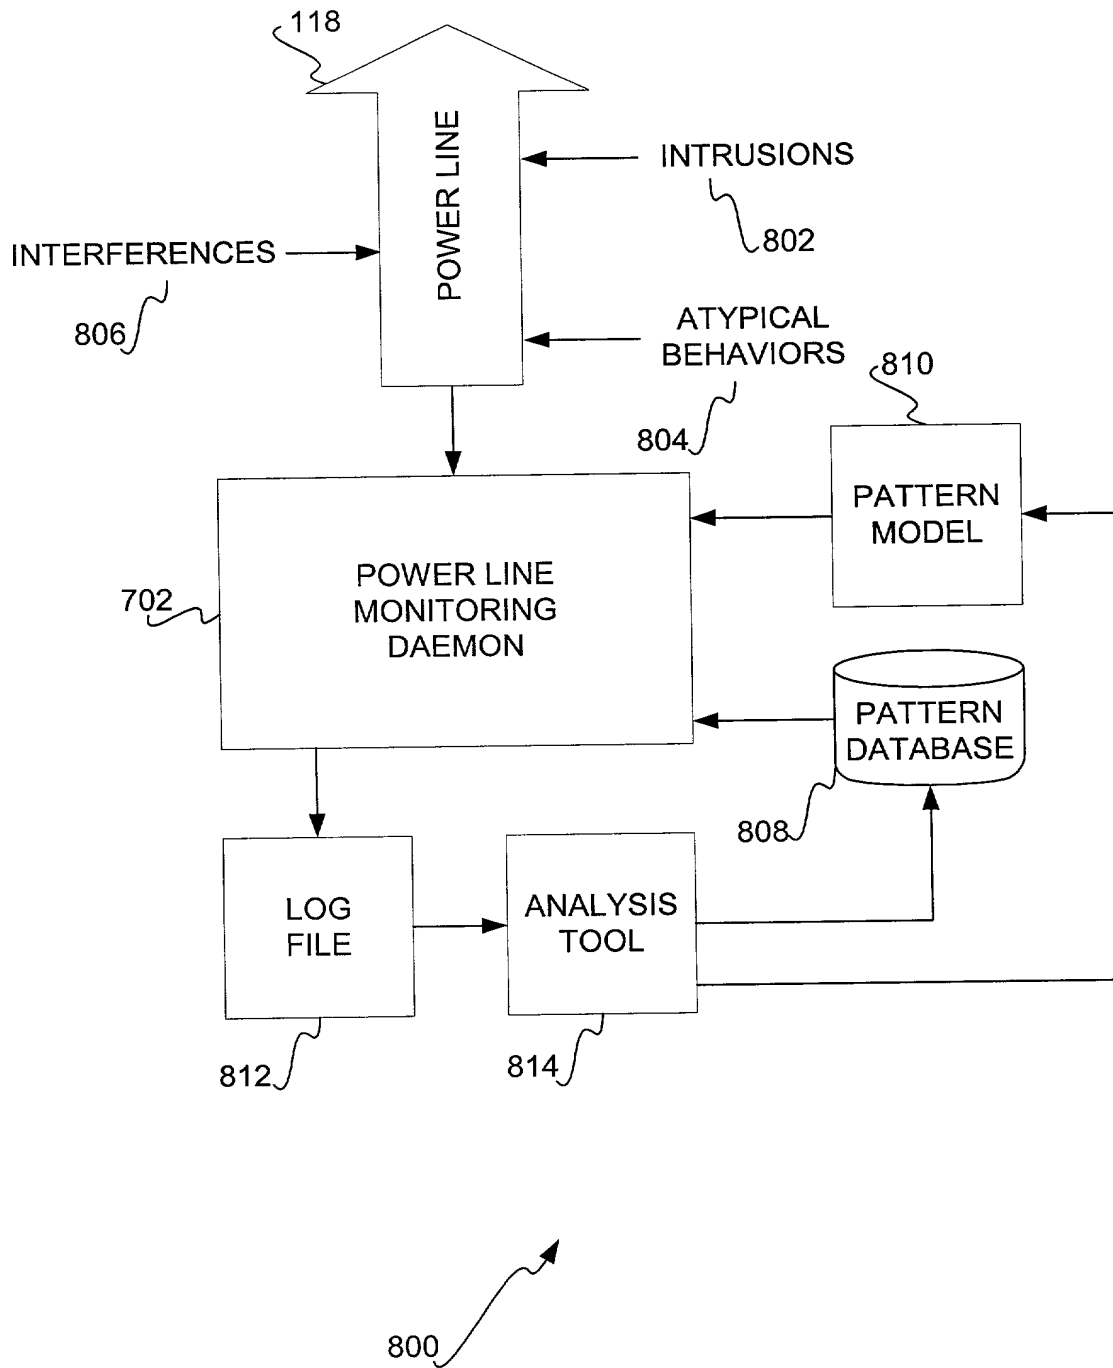 118
POWER LINE
INTRUSIONS
802
INTERFERENCES
806
ATYPICAL
BEHAVIORS
804
810
PATTERN
MODEL
702
POWER LINE
MONITORING
DAEMON
PATTERN
DATABASE
808
LOG
FILE
ANALYSIS
TOOL
812
814
800